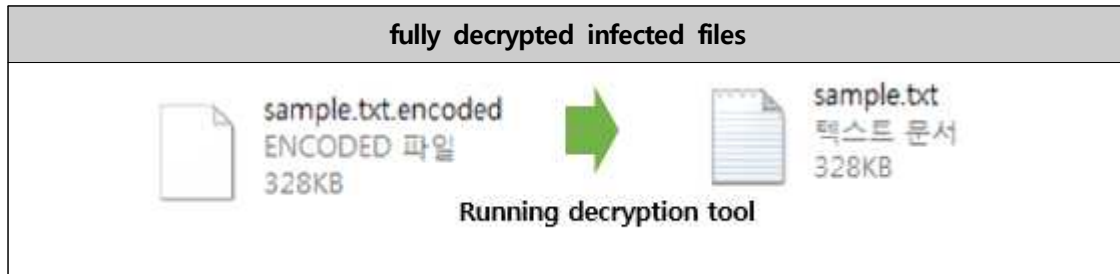 fully decrypted infected files
sample.txt.encoded
ENCODED 파일
328KB
sample.txt
텍스트 문서
328KB
Running decryption tool